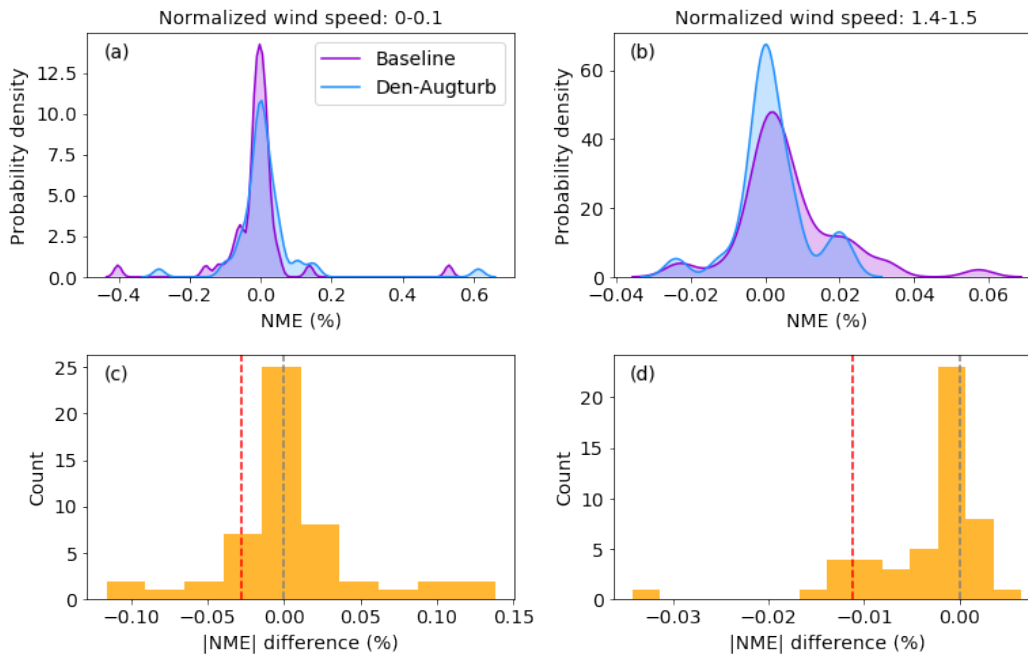 Normalized wind speed: 0-0.1
(a)
Baseline
Den-Augturb
Probability density
12.5
10.0
7.5
5.0
2.5
0.0
−0.4
−0.2
0.0
0.2
0.4
0.6
NME (%)
Normalized wind speed: 1.4-1.5
(b)
Probability density
60
40
20
0
−0.04
−0.02
0.00
0.02
0.04
0.06
NME (%)
(c)
Count
25
20
15
10
5
0
−0.10
−0.05
0.00
0.05
0.10
0.15
|NME| difference (%)
(d)
Count
20
15
10
5
0
−0.03
−0.02
−0.01
0.00
|NME| difference (%)